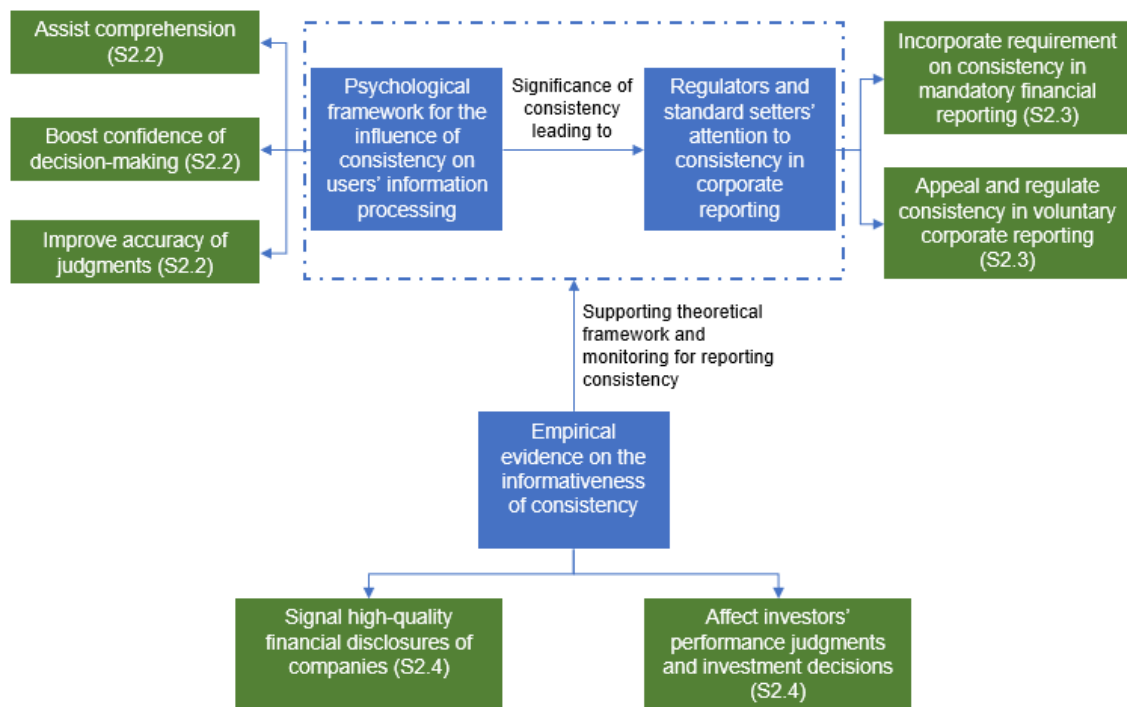 Assist comprehension
(S2.2)
Boost confidence of
decision-making (S2.2)
Improve accuracy of
judgments (S2.2)
Psychological
framework for the
influence of
consistency on
users’ information
processing
Significance of
consistency
leading to
Regulators and
standard setters’
attention to
consistency in
corporate
reporting
Incorporate requirement
on consistency in
mandatory financial
reporting (S2.3)
Appeal and regulate
consistency in voluntary
corporate reporting
(S2.3)
Supporting theoretical
framework and
monitoring for reporting
consistency
Empirical
evidence on the
informativeness
of consistency
Signal high-quality
financial disclosures of
companies (S2.4)
Affect investors’
performance judgments
and investment decisions
(S2.4)